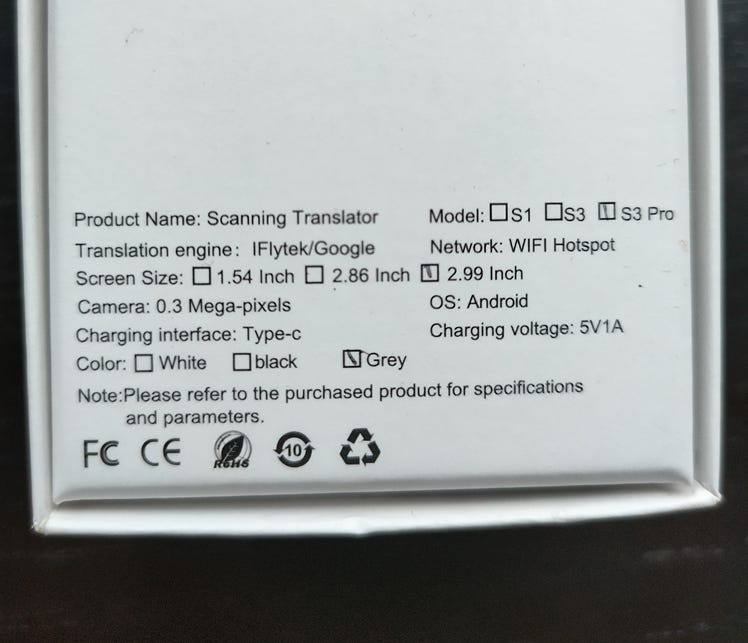 Product Name: Scanning Translator Model: ☐S1 ☐S3 ☑S3 Pro
Translation engine: IFlytek/Google Network: WIFI Hotspot
Screen Size: ☐1.54 Inch ☐ 2.86 Inch ☑ 2.99 Inch
Camera: 0.3 Mega-pixels OS: Android
Charging interface: Type-c Charging voltage: 5V1A
Color: ☐ White ☐black ☑Grey
Note:Please refer to the purchased product for specifications
and parameters.
FC CE RoHS 10